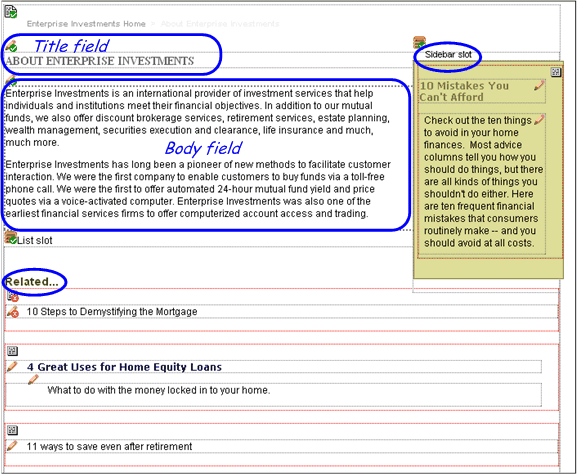 Enterprise Investments Home > About Enterprise Investments
Title field
ABOUT ENTERPRISE INVESTMENTS
Enterprise Investments is an international provider of investment services that help
individuals and institutions meet their financial objectives. In addition to our mutual
funds, we also offer discount brokerage services, retirement services, estate planning,
wealth management, securities execution and clearance, life insurance and much,
much more.
Body field
Enterprise Investments has long been a pioneer of new methods to facilitate customer
interaction. We were the first company to enable customers to buy funds via a toll-free
phone call. We were the first to offer automated 24-hour mutual fund yield and price
quotes via a voice-activated computer. Enterprise Investments was also one of the
earliest financial services firms to offer computerized account access and trading.
List slot
Sidebar slot
10 Mistakes You
Can't Afford
Check out the ten things
to avoid in your home
finances. Most advice
columns tell you how you
should do things, but there
are all kinds of things you
shouldn't do either. Here
are ten frequent financial
mistakes that consumers
routinely make -- and you
should avoid at all costs.
Related...
10 Steps to Demystifying the Mortgage
4 Great Uses for Home Equity Loans
What to do with the money locked in to your home.
11 ways to save even after retirement